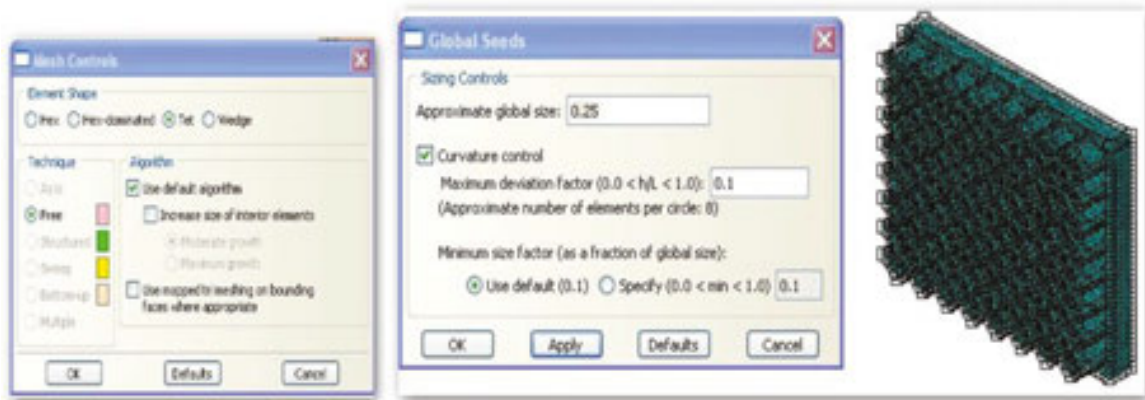 Mesh Controls
Element Shape
Hex Hex-dominated Tet Wedge
Technique
Algorithm
Axis
Use default algorithm
Free
Increase size of interior elements
Structured
Moderate growth
Sweep
Maximum growth
Bottom-up
Use mapped tri meshing on bounding
faces where appropriate
Multiple
OK Defaults Cancel
Global Seeds
Sizing Controls
Approximate global size: 0.25
Curvature control
Maximum deviation factor (0.0 < h/L < 1.0): 0.1
(Approximate number of elements per circle: 8)
Minimum size factor (as a fraction of global size):
Use default (0.1) Specify (0.0 < min < 1.0) 0.1
OK Apply Defaults Cancel